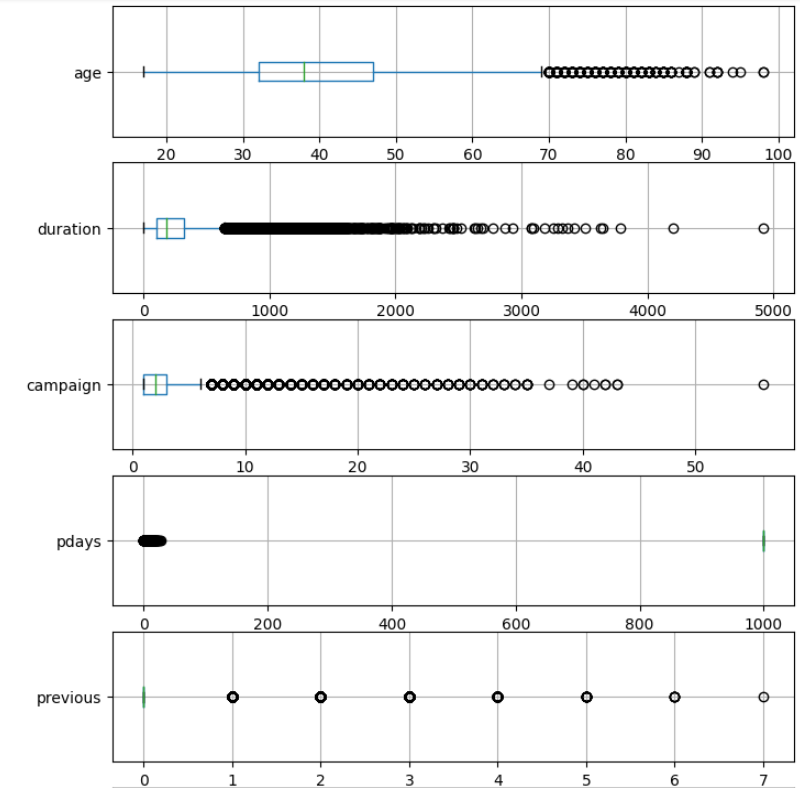 age
20 30 40 50 60 70 80 90 100
duration
0 1000 2000 3000 4000 5000
campaign
0 10 20 30 40 50
pdays
0 200 400 600 800 1000
previous
0 1 2 3 4 5 6 7